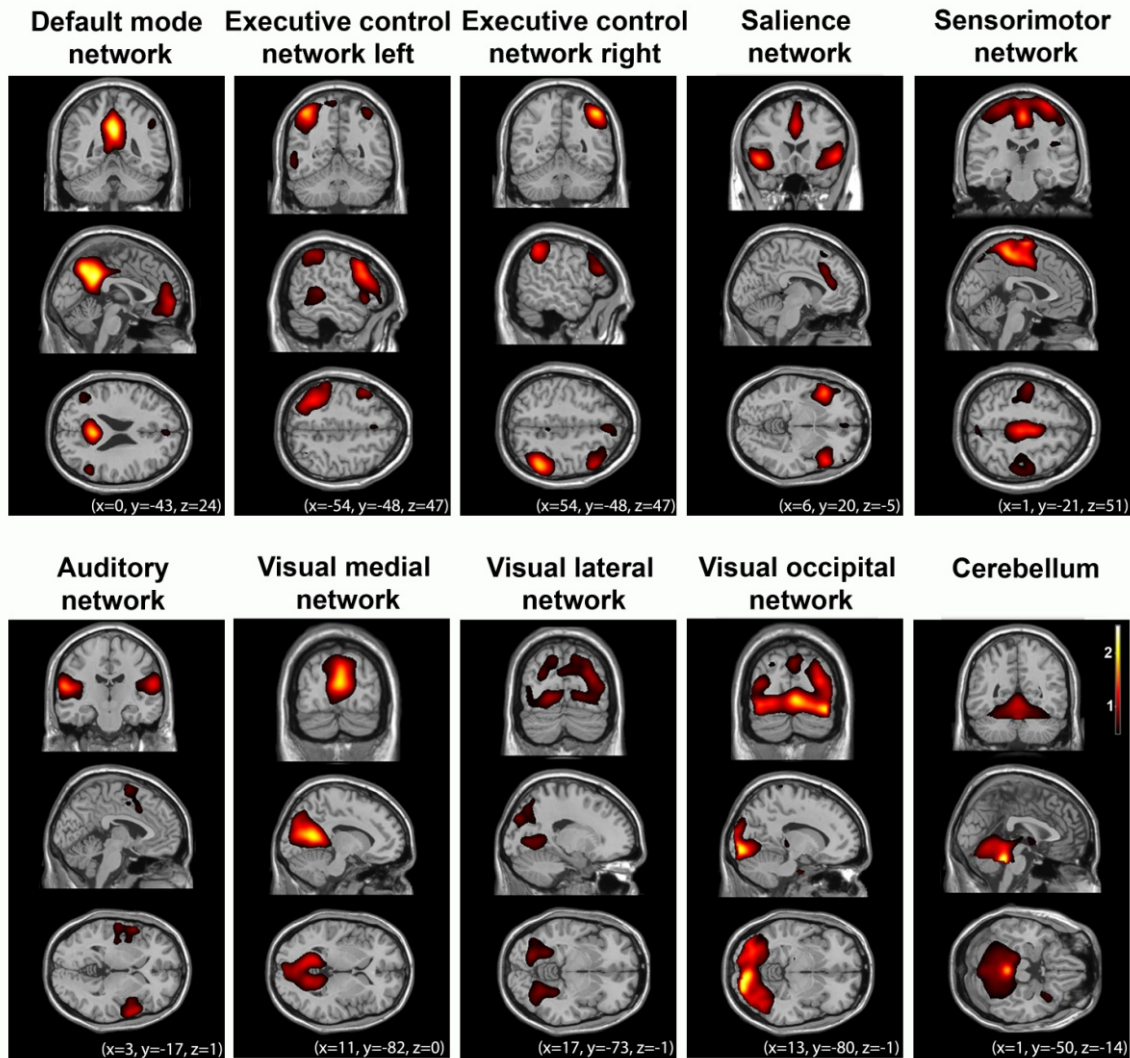 Default mode
network
Executive control
network left
Executive control
network right
Salience
network
Sensorimotor
network
(x=0, y=-43, z=24)
(x=-54, y=-48, z=47)
(x=54, y=-48, z=47)
(x=6, y=20, z=-5)
(x=1, y=-21, z=51)
Auditory
network
Visual medial
network
Visual lateral
network
Visual occipital
network
Cerebellum
2
1
(x=3, y=-17, z=1)
(x=11, y=-82, z=0)
(x=17, y=-73, z=-1)
(x=13, y=-80, z=-1)
(x=1, y=-50, z=-14)